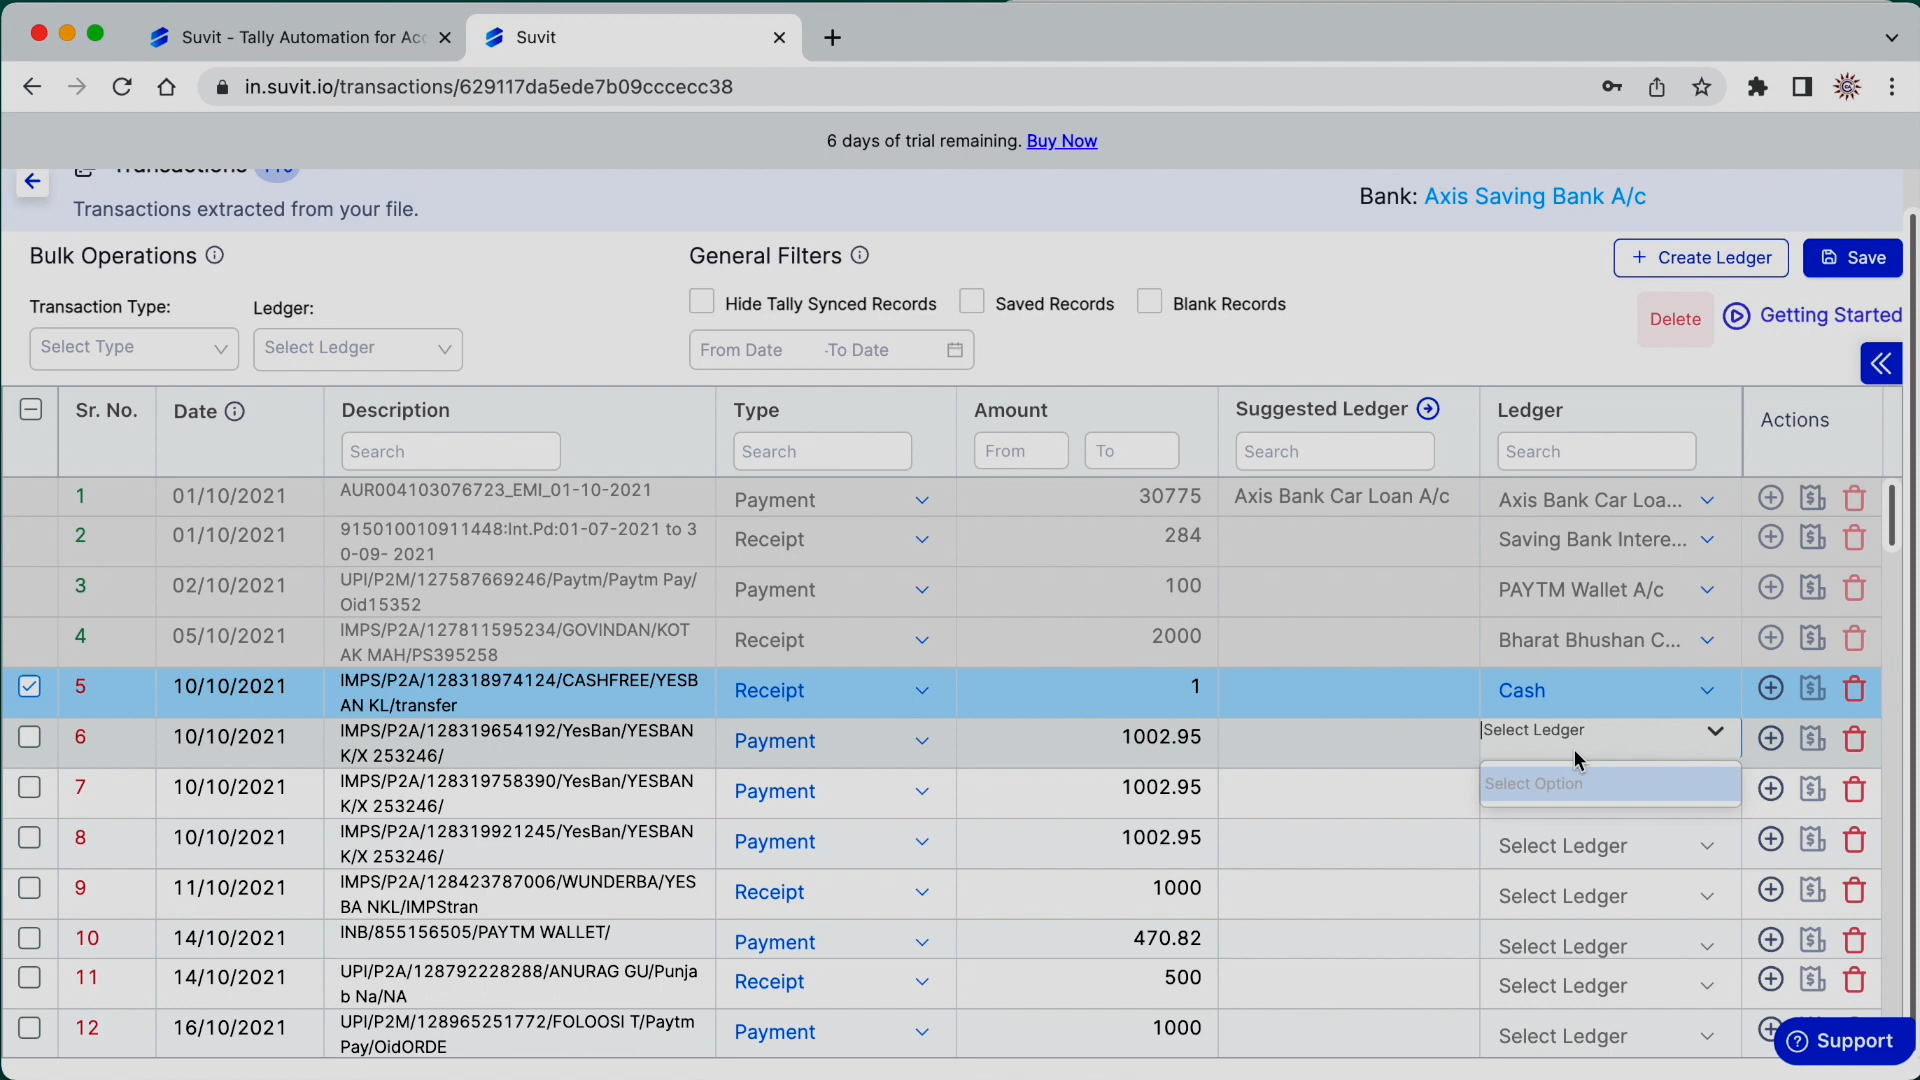 Suvit - Tally Automation for Acc
Suvit
in.suvit.io/transactions/629117da5ede7b09cccecc38
6 days of trial remaining. Buy Now
Transactions
Transactions extracted from your file.
Bank: Axis Saving Bank A/c
Bulk Operations
General Filters
+ Create Ledger
Save
Transaction Type:
Ledger:
Hide Tally Synced Records
Saved Records
Blank Records
Delete
Getting Started
Select Type
Select Ledger
From Date
-To Date
Sr. No.
Date
Description
Type
Amount
Suggested Ledger
Ledger
Actions
Search
Search
From
To
Search
Search
1 01/10/2021 AUR004103076723_EMI_01-10-2021 Payment 30775 Axis Bank Car Loan A/c Axis Bank Car Loa...
2 01/10/2021 915010010911448:Int.Pd:01-07-2021 to 3 Receipt 284 Saving Bank Intere...
0-09- 2021
3 02/10/2021 UPI/P2M/127587669246/Paytm/Paytm Pay/ Payment 100 PAYTM Wallet A/c
Oid15352
4 05/10/2021 IMPS/P2A/127811595234/GOVINDAN/KOT Receipt 2000 Bharat Bhushan C...
AK MAH/PS395258
5 10/10/2021 IMPS/P2A/128318974124/CASHFREE/YESB Receipt 1 Cash
AN KL/transfer
6 10/10/2021 IMPS/P2A/128319654192/YesBan/YESBAN Payment 1002.95 Select Ledger
K/X 253246/
7 10/10/2021 IMPS/P2A/128319758390/YesBan/YESBAN Payment 1002.95 Select Option
K/X 253246/
8 10/10/2021 IMPS/P2A/128319921245/YesBan/YESBAN Payment 1002.95 Select Ledger
K/X 253246/
9 11/10/2021 IMPS/P2A/128423787006/WUNDERBA/YES Receipt 1000 Select Ledger
BA NKL/IMPStran
10 14/10/2021 INB/855156505/PAYTM WALLET/ Payment 470.82 Select Ledger
11 14/10/2021 UPI/P2A/128792228288/ANURAG GU/Punja Receipt 500 Select Ledger
b Na/NA
12 16/10/2021 UPI/P2M/128965251772/FOLOOSI T/Paytm Payment 1000 Select Ledger
Pay/OidORDE
Support